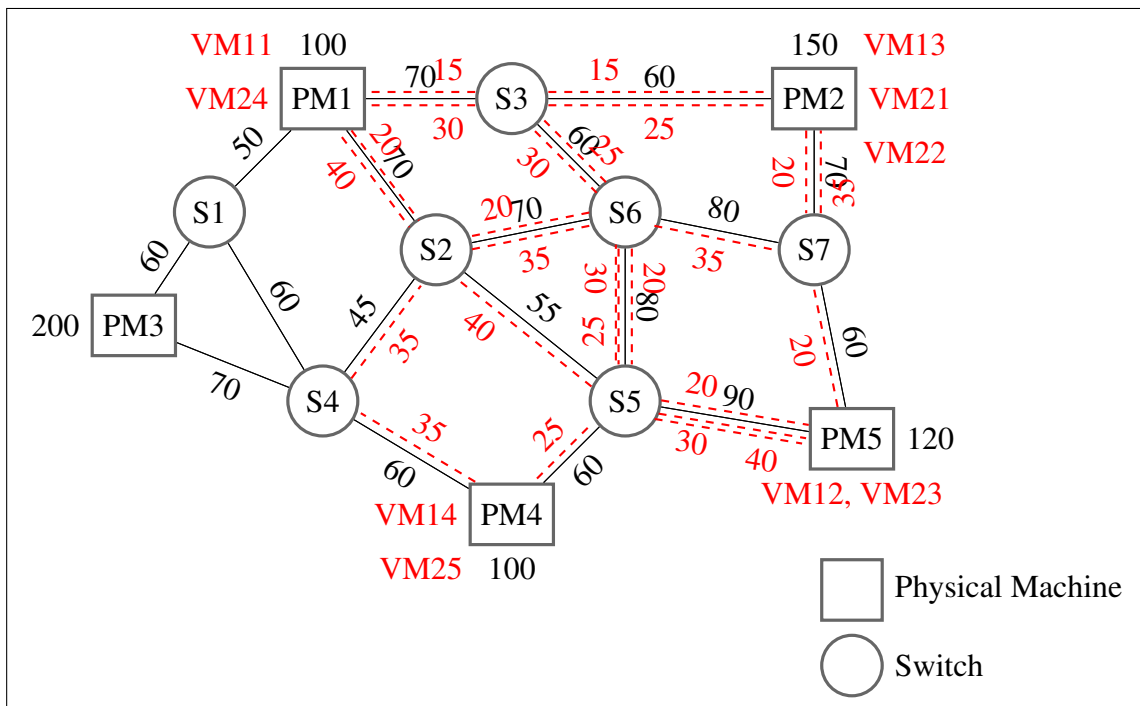 VM11 100 150 VM13
VM24 PM1 70 15 S3 15 60 PM2 VM21
30 25
50 20 70 40 60 25 30 20 70 35 VM22
S1 20 70 S6 80 S7
60 S2 35 35
60 45 55 30 20
200 PM3 25 80 20 60
70 35 40
S4 S5 20 90
35 25 30 40 PM5 120
60 60 VM12, VM23
VM14 PM4
VM25 100
Physical Machine
Switch